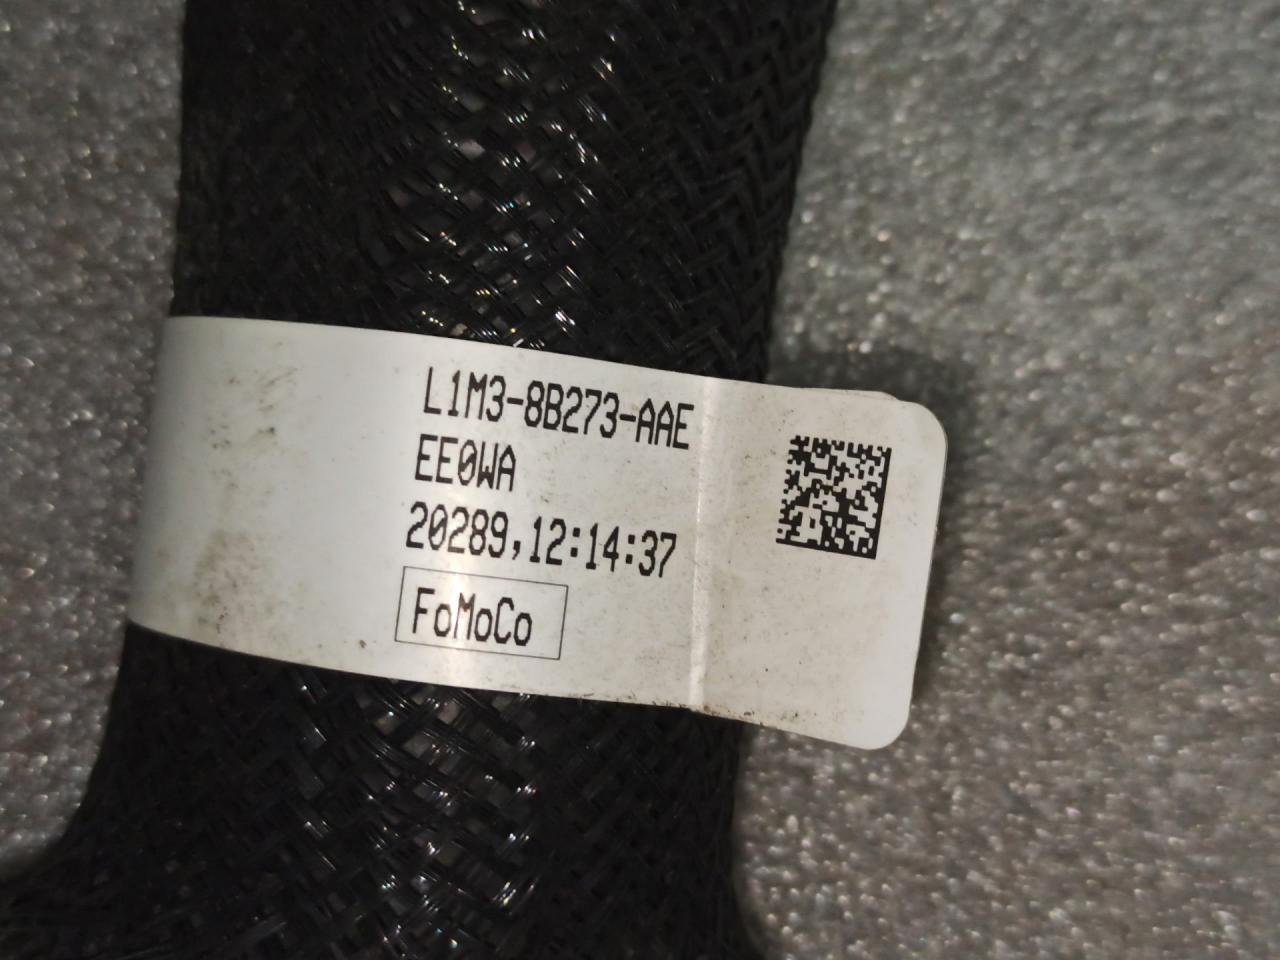 L1M3-8B273-AAE
EE0WA
20289,12:14:37
FoMoCo